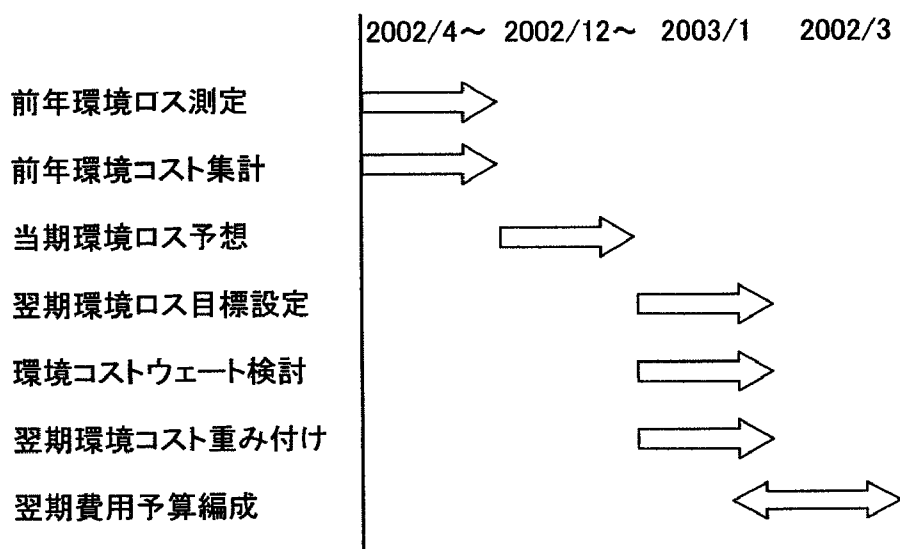 2002/4～ 2002/12～ 2003/1 2002/3
前年環境ロス測定
前年環境コスト集計
当期環境ロス予想
翌期環境ロス目標設定
環境コストウェート検討
翌期環境コスト重み付け
翌期費用予算編成